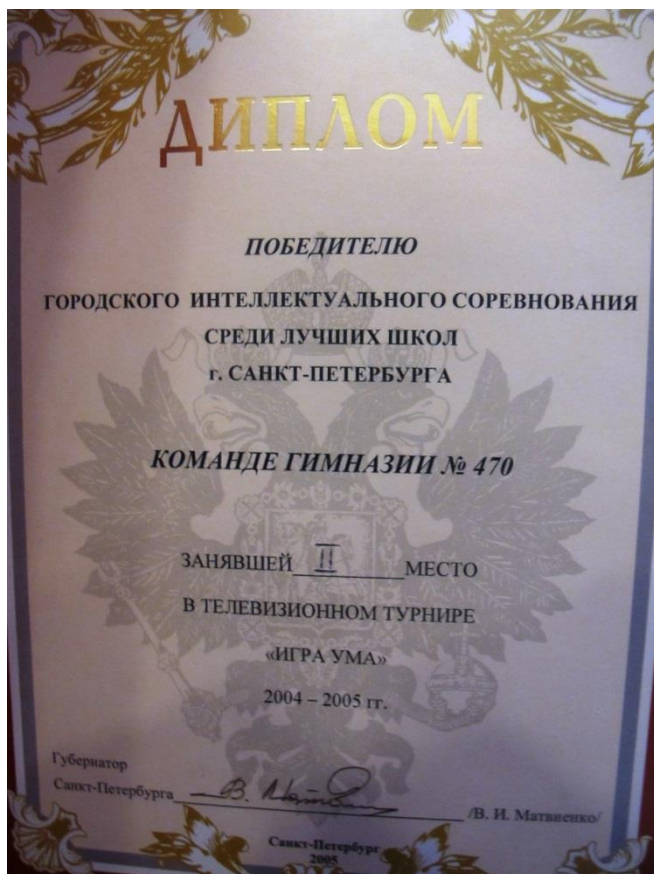 ДИПЛОМ
ПОБЕДИТЕЛЮ
ГОРОДСКОГО ИНТЕЛЛЕКТУАЛЬНОГО СОРЕВНОВАНИЯ
СРЕДИ ЛУЧШИХ ШКОЛ
г. САНКТ-ПЕТЕРБУРГА
КОМАНДЕ ГИМНАЗИИ № 470
ЗАНЯВШЕЙ II МЕСТО
В ТЕЛЕВИЗИОННОМ ТУРНИРЕ
«ИГРА УМА»
2004 – 2005 гг.
Губернатор
Санкт-Петербурга /В. И. Матвиенко/
Санкт-Петербург
2005